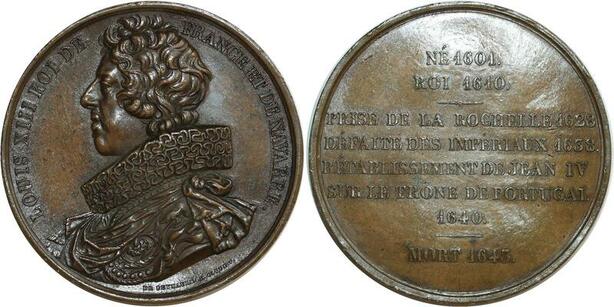 LOUIS XIII ROI DE FRANCE ET DE NAVARRE.
NÉ 1601.
ROI 1610.
PRISE DE LA ROCHELLE 1628
DÉFAITE DES IMPÉRIAUX 1638.
RÉTABLISSEMENT DE JEAN IV
SUR LE TRÔNE DE PORTUGAL
1640.
MORT 1643.